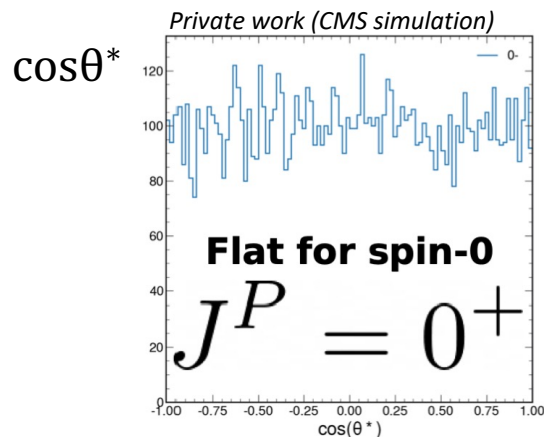 Private work (CMS simulation)
cosθ*
0-
120
100
80
60
Flat for spin-0
40
J^P = 0^+
20
0
-1.00 -0.75 -0.50 -0.25 0.00 0.25 0.50 0.75 1.00
cos(θ*)